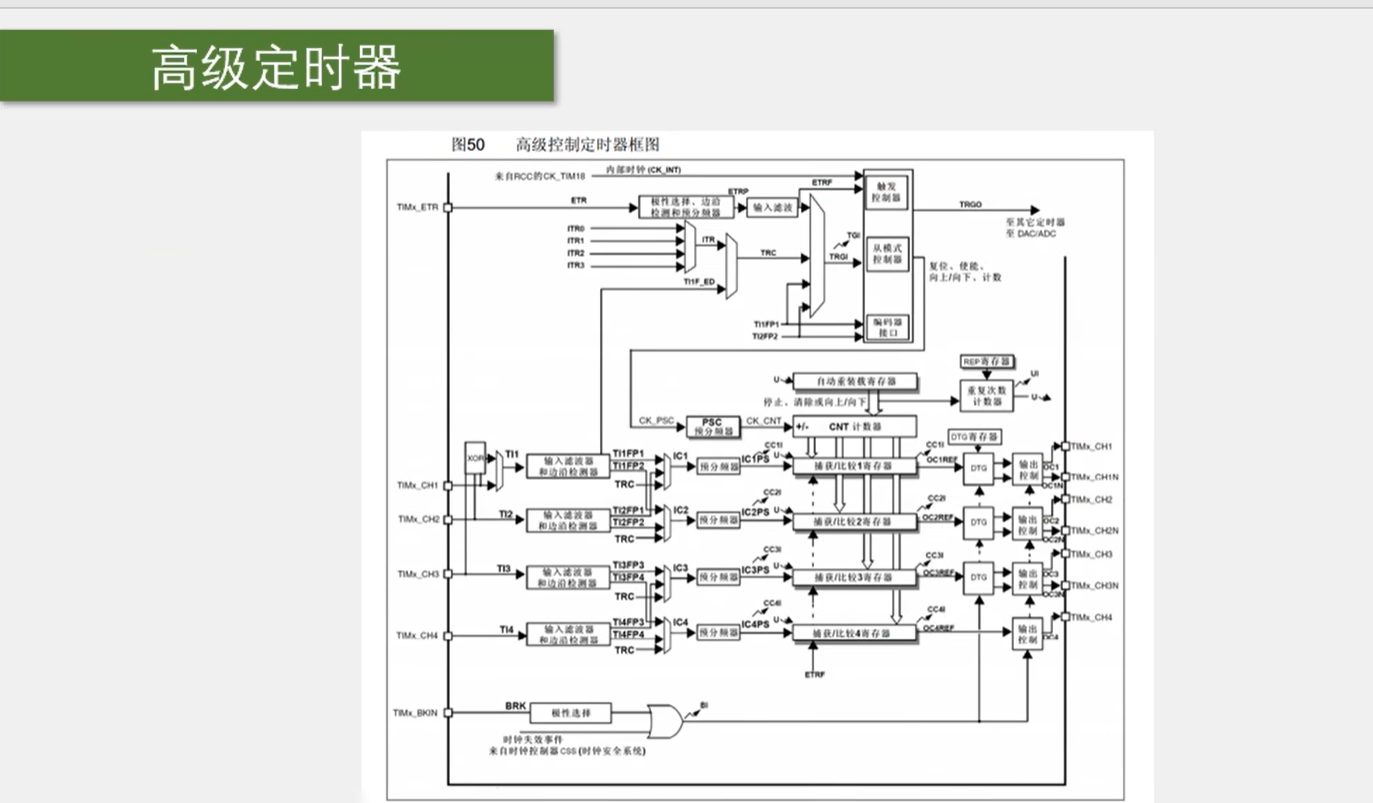 高级定时器
图50 高级控制定时器框图
内部时钟(CK_INT)
来自RCC的CK_TIM18
触发
控制器
TIMx_ETR
ETR
极性选择、边沿
检测和预分频器
ETRP
输入滤波
ETRF
TRGO
至其它定时器
至 DAC/ADC
ITR0
ITR1
ITR2
ITR3
ITR
TRC
TGI
TRGI
从模式
控制器
复位、使能、
向上/向下、计数
TI1F_ED
TI1FP1
TI2FP2
编码器
接口
REP寄存器
U
自动重装载寄存器
UI
停止、清除或向上/向下
重复次数
计数器
U
CK_PSC
PSC
预分频器
CK_CNT
+/-
CNT 计数器
DTG寄存器
XOR
TI1
输入滤波器
和边沿检测器
TI1FP1
TI1FP2
TRC
IC1
预分频器
IC1PS
CC1I
U
捕获/比较1寄存器
CC1I
OC1REF
DTG
输出
控制
OC1
OC1N
TIMx_CH1
TIMx_CH1N
TIMx_CH1
TIMx_CH2
TI2
输入滤波器
和边沿检测器
TI2FP1
TI2FP2
TRC
IC2
预分频器
IC2PS
CC2I
U
捕获/比较2寄存器
CC2I
OC2REF
DTG
输出
控制
OC2
OC2N
TIMx_CH2
TIMx_CH2N
TIMx_CH3
TI3
输入滤波器
和边沿检测器
TI3FP3
TI3FP4
TRC
IC3
预分频器
IC3PS
CC3I
U
捕获/比较3寄存器
CC3I
OC3REF
DTG
输出
控制
OC3
OC3N
TIMx_CH3
TIMx_CH3N
TIMx_CH4
TI4
输入滤波器
和边沿检测器
TI4FP3
TI4FP4
TRC
IC4
预分频器
IC4PS
CC4I
U
捕获/比较4寄存器
CC4I
OC4REF
输出
控制
OC4
TIMx_CH4
ETRF
TIMx_BKIN
BRK
极性选择
BI
时钟失效事件
来自时钟控制器 CSS (时钟安全系统)